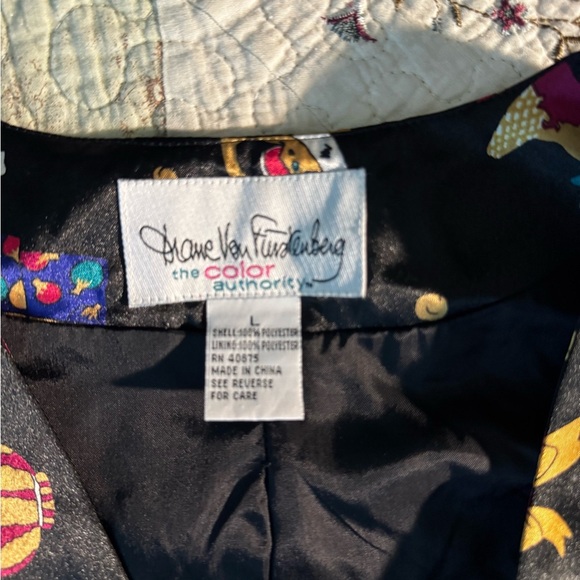 Diane Von Furstenberg
the color
authority™
L
SHELL:100% POLYESTER
LINING:100% POLYESTER
RN 40875
MADE IN CHINA
SEE REVERSE
FOR CARE